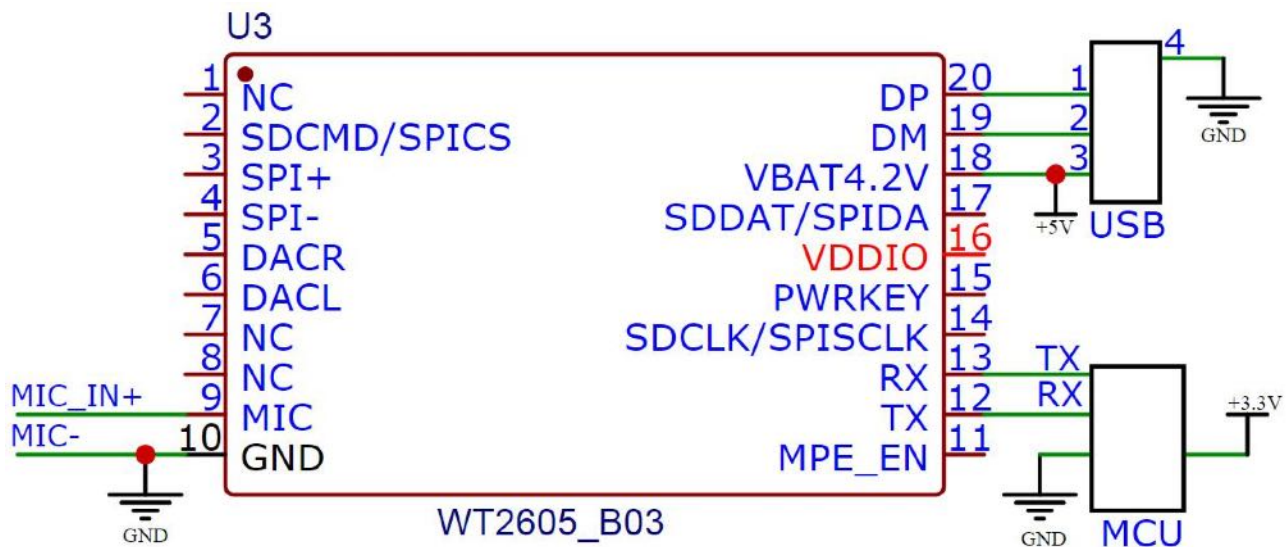 U3
1 NC
2 SDCMD/SPICS
3 SPI+
4 SPI-
5 DACR
6 DACL
7 NC
8 NC
MIC_IN+ 9 MIC
MIC- 10 GND
GND
DP 20 1
DM 19 2
VBAT4.2V 18 3
SDDAT/SPIDA 17
VDDIO 16
PWRKEY 15
SDCLK/SPISCLK 14
RX 13 TX
TX 12 RX
MPE_EN 11
4
GND
+5V
USB
+3.3V
GND
MCU
WT2605_B03